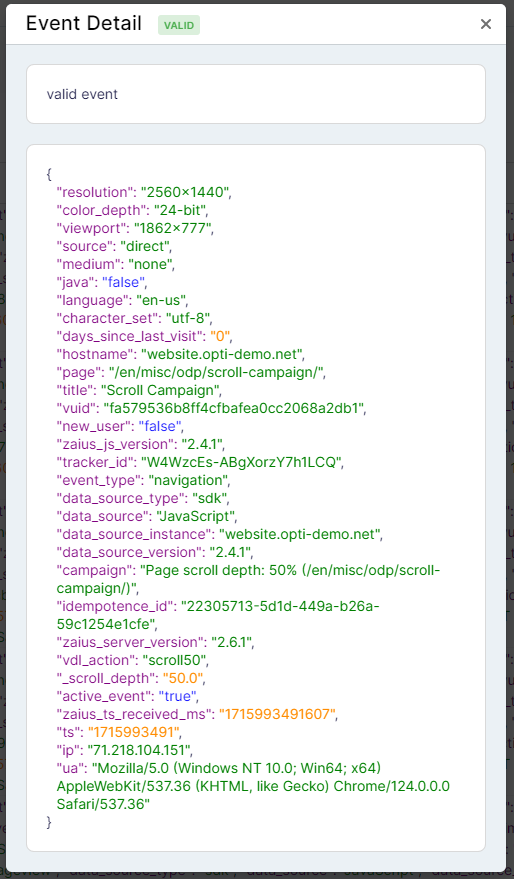 Event Detail VALID ×
valid event
{
"resolution": "2560x1440",
"color_depth": "24-bit",
"viewport": "1862x777",
"source": "direct",
"medium": "none",
"java": "false",
"language": "en-us",
"character_set": "utf-8",
"days_since_last_visit": "0",
"hostname": "website.opti-demo.net",
"page": "/en/misc/odp/scroll-campaign/",
"title": "Scroll Campaign",
"vuid": "fa579536b8ff4cfbafea0cc2068a2db1",
"new_user": "false",
"zaius_js_version": "2.4.1",
"tracker_id": "W4WzcEs-ABgXorzY7h1LCQ",
"event_type": "navigation",
"data_source_type": "sdk",
"data_source": "JavaScript",
"data_source_instance": "website.opti-demo.net",
"data_source_version": "2.4.1",
"campaign": "Page scroll depth: 50% (/en/misc/odp/scroll-
campaign/)",
"idempotence_id": "22305713-5d1d-449a-b26a-
59c1254e1cfe",
"zaius_server_version": "2.6.1",
"vdl_action": "scroll50",
"_scroll_depth": "50.0",
"active_event": "true",
"zaius_ts_received_ms": "1715993491607",
"ts": "1715993491",
"ip": "71.218.104.151",
"ua": "Mozilla/5.0 (Windows NT 10.0; Win64; x64)
AppleWebKit/537.36 (KHTML, like Gecko) Chrome/124.0.0.0
Safari/537.36"
}